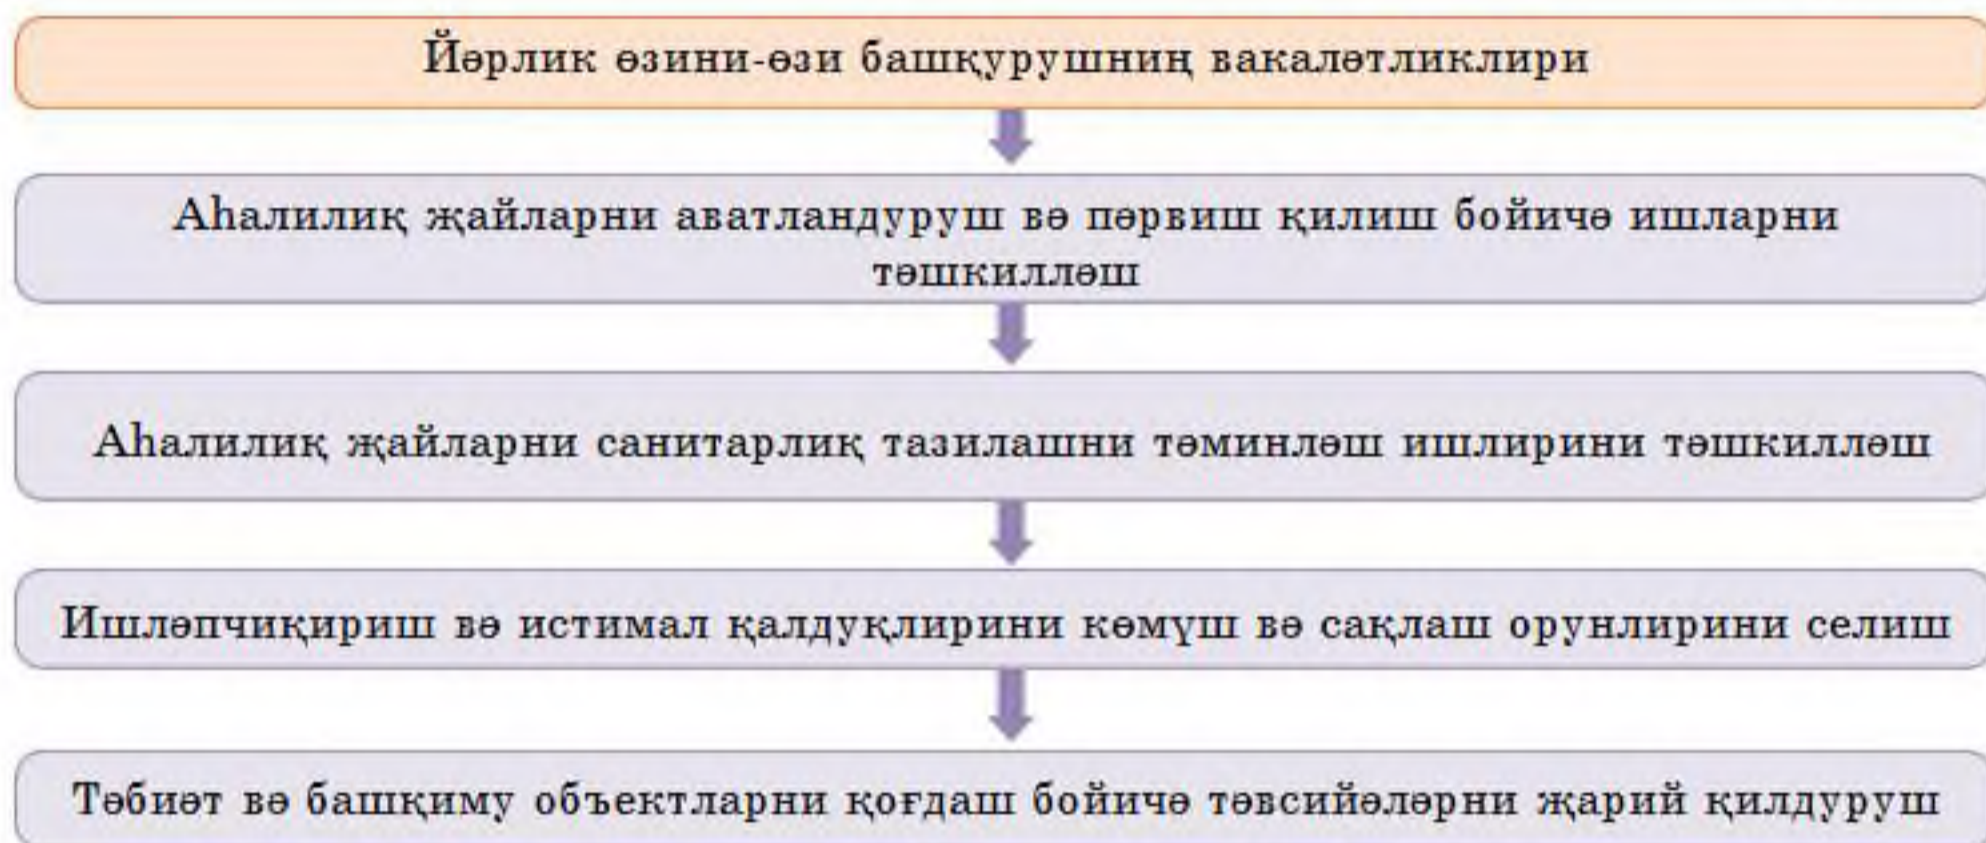 Йәрлик өзини-өзи башқурушниң вакаләтликлири
Аһалилиқ җайларни аватландуруш вә пәрвиш қилиш бойичә ишларни
тәшкилләш
Аһалилиқ җайларни санитарлиқ тазилашни тәминләш ишлирини тәшкилләш
Ишләпчиқириш вә истимал қалдуқлирини көмүш вә сақлаш орунлирини селиш
Тәбиәт вә башқиму объектларни қоғдаш бойичә тәвсийәләрни җарий қилдуруш